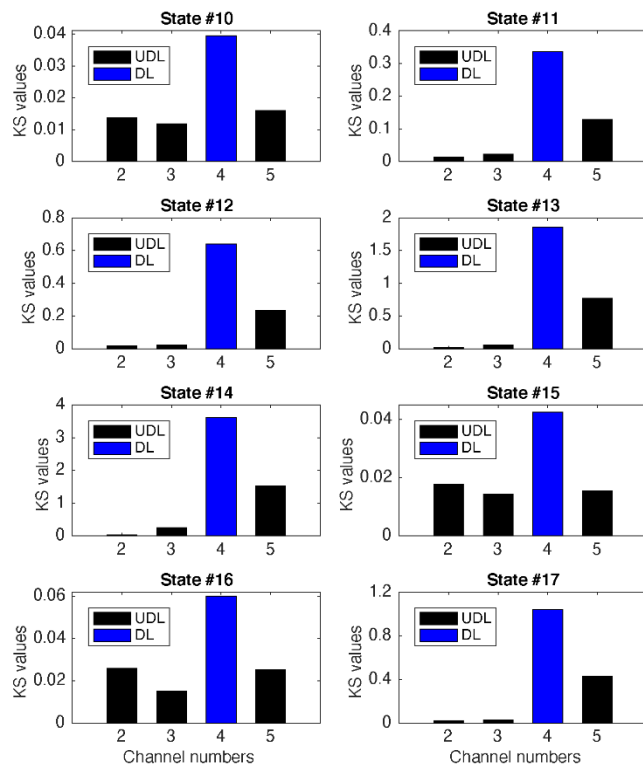 State #10
KS values
0.04
0.03
0.02
0.01
0
UDL
DL
2 3 4 5
State #11
KS values
0.4
0.3
0.2
0.1
0
UDL
DL
2 3 4 5
State #12
KS values
0.8
0.6
0.4
0.2
0
UDL
DL
2 3 4 5
State #13
KS values
2
1.5
1
0.5
0
UDL
DL
2 3 4 5
State #14
KS values
4
3
2
1
0
UDL
DL
2 3 4 5
State #15
KS values
0.04
0.02
0
UDL
DL
2 3 4 5
State #16
KS values
0.06
0.04
0.02
0
UDL
DL
2 3 4 5
Channel numbers
State #17
KS values
1.2
0.8
0.4
0
UDL
DL
2 3 4 5
Channel numbers